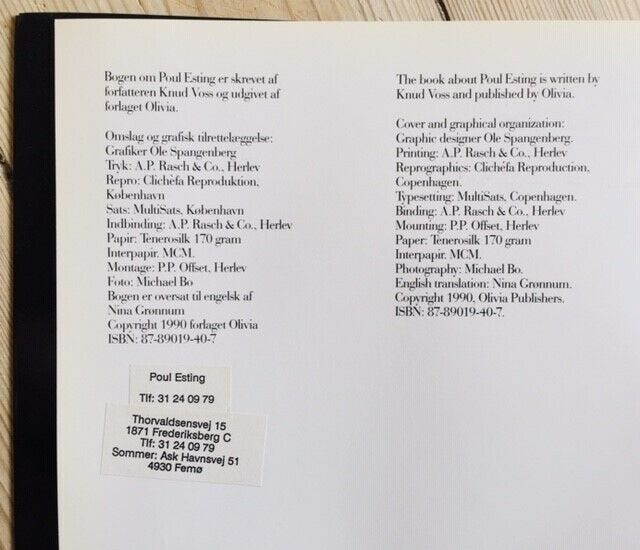 Bogen om Poul Esting er skrevet af
forfatteren Knud Voss og udgivet af
forlaget Olivia.
Omslag og grafisk tilrettelæggelse:
Grafiker Ole Spangenberg
Tryk: A.P. Rasch & Co., Herlev
Repro: Clichèfa Reproduktion,
København
Sats: MultiSats, København
Indbinding: A.P. Rasch & Co., Herlev
Papir: Tenerosilk 170 gram
Interpapir. MCM.
Montage: P.P. Offset, Herlev
Foto: Michael Bo
Bogen er oversat til engelsk af
Nina Grønnum
Copyright 1990 forlaget Olivia
ISBN: 87-89019-40-7
The book about Poul Esting is written by
Knud Voss and published by Olivia.
Cover and graphical organization:
Graphic designer Ole Spangenberg.
Printing: A.P. Rasch & Co., Herlev
Reprographics: Clichéfa Reproduction,
Copenhagen.
Typesetting: MultiSats, Copenhagen.
Binding: A.P. Rasch & Co., Herlev
Mounting: P.P. Offset, Herlev
Paper: Tenerosilk 170 gram
Interpapir. MCM.
Photography: Michael Bo.
English translation: Nina Grønnum.
Copyright 1990, Olivia Publishers.
ISBN: 87-89019-40-7.
Poul Esting
Tlf: 31 24 09 79
Thorvaldsensvej 15
1871 Frederiksberg C
Tlf: 31 24 09 79
Sommer: Ask Havnsvej 51
4930 Femø